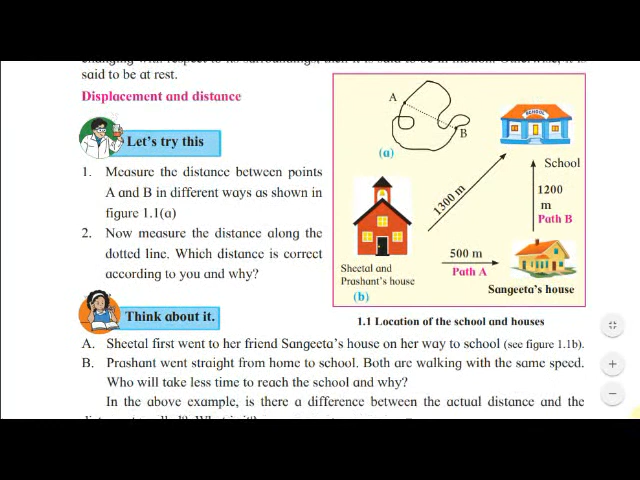 said to be at rest.
Displacement and distance
Let's try this
1. Measure the distance between points
A and B in different ways as shown in
figure 1.1(a)
2. Now measure the distance along the
dotted line. Which distance is correct
according to you and why?
A
B
(a)
SCHOOL
School
1300 m
1200
m
Path B
500 m
Path A
Sheetal and
Prashant's house
Sangeeta's house
(b)
1.1 Location of the school and houses
Think about it.
A. Sheetal first went to her friend Sangeeta's house on her way to school (see figure 1.1b).
B. Prashant went straight from home to school. Both are walking with the same speed.
Who will take less time to reach the school and why?
In the above example, is there a difference between the actual distance and the